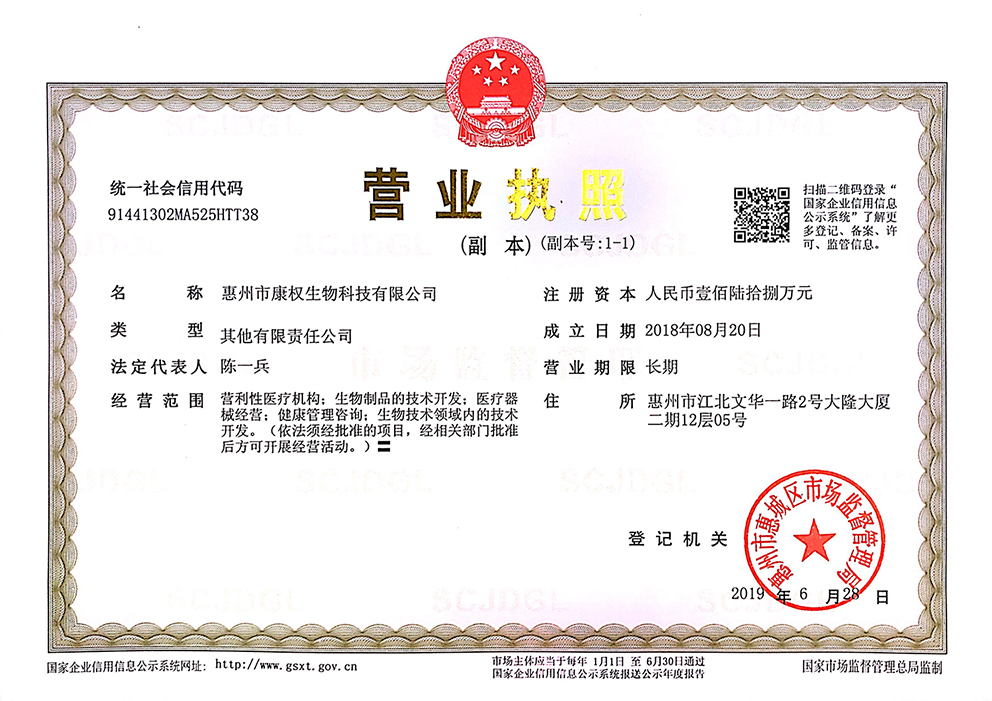 营业执照
(副 本)(副本号:1-1)
统一社会信用代码
91441302MA525HTT38
扫描二维码登录“
国家企业信用信息
公示系统”了解更
多登记、备案、许
可、监管信息。
名 称 惠州市康权生物科技有限公司
类 型 其他有限责任公司
法定代表人 陈一兵
经营范围 营利性医疗机构；生物制品的技术开发；医疗器
械经营；健康管理咨询；生物技术领域内的技术
开发。（依法须经批准的项目，经相关部门批准
后方可开展经营活动。）〓
注册资本 人民币壹佰陆拾捌万元
成立日期 2018年08月20日
营业期限 长期
住 所 惠州市江北文华一路2号大隆大厦
二期12层05号
登记机关
惠州市惠城区市场监督管理局
2019 年 6 月 28 日
国家企业信用信息公示系统网址: http://www.gsxt.gov.cn
市场主体应当于每年 1月1日 至 6月30日通过
国家企业信用信息公示系统报送公示年度报告
国家市场监督管理总局监制
SCJDGL
市场监督管理